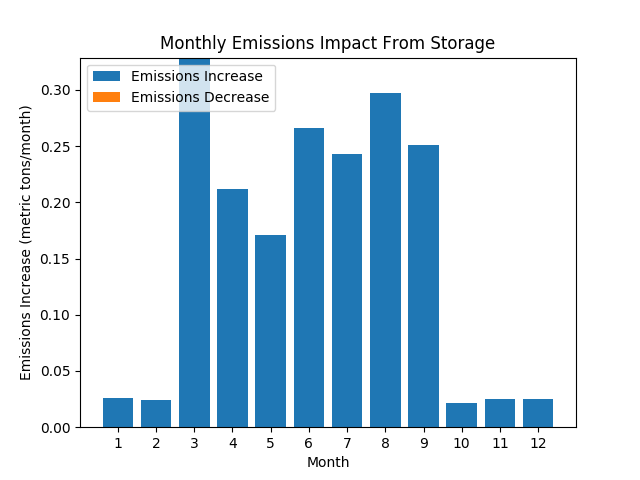 Monthly Emissions Impact From Storage
Emissions Increase
Emissions Decrease
Emissions Increase (metric tons/month)
0.30
0.25
0.20
0.15
0.10
0.05
0.00
1 2 3 4 5 6 7 8 9 10 11 12
Month